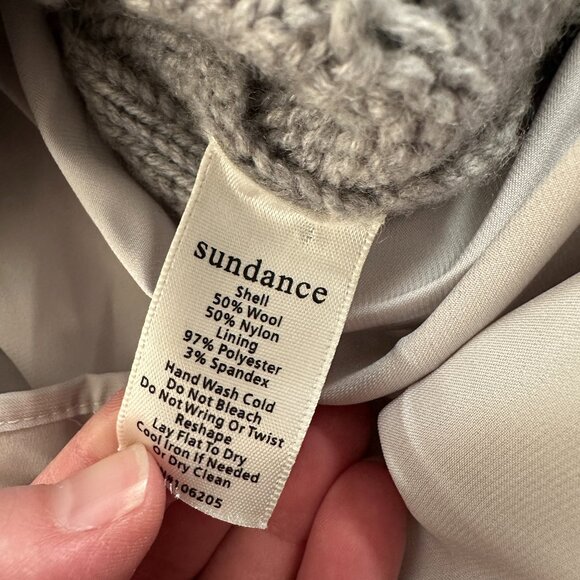 sundance
Shell
50% Wool
50% Nylon
Lining
97% Polyester
3% Spandex
Hand Wash Cold
Do Not Bleach
Do Not Wring Or Twist
Reshape
Lay Flat To Dry
Cool Iron If Needed
Or Dry Clean
106205